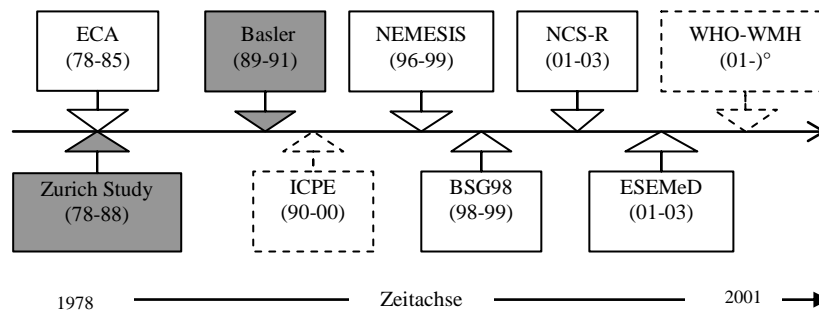 ECA
(78-85)
Basler
(89-91)
NEMESIS
(96-99)
NCS-R
(01-03)
WHO-WMH
(01-)°
Zurich Study
(78-88)
ICPE
(90-00)
BSG98
(98-99)
ESEMeD
(01-03)
1978
Zeitachse
2001